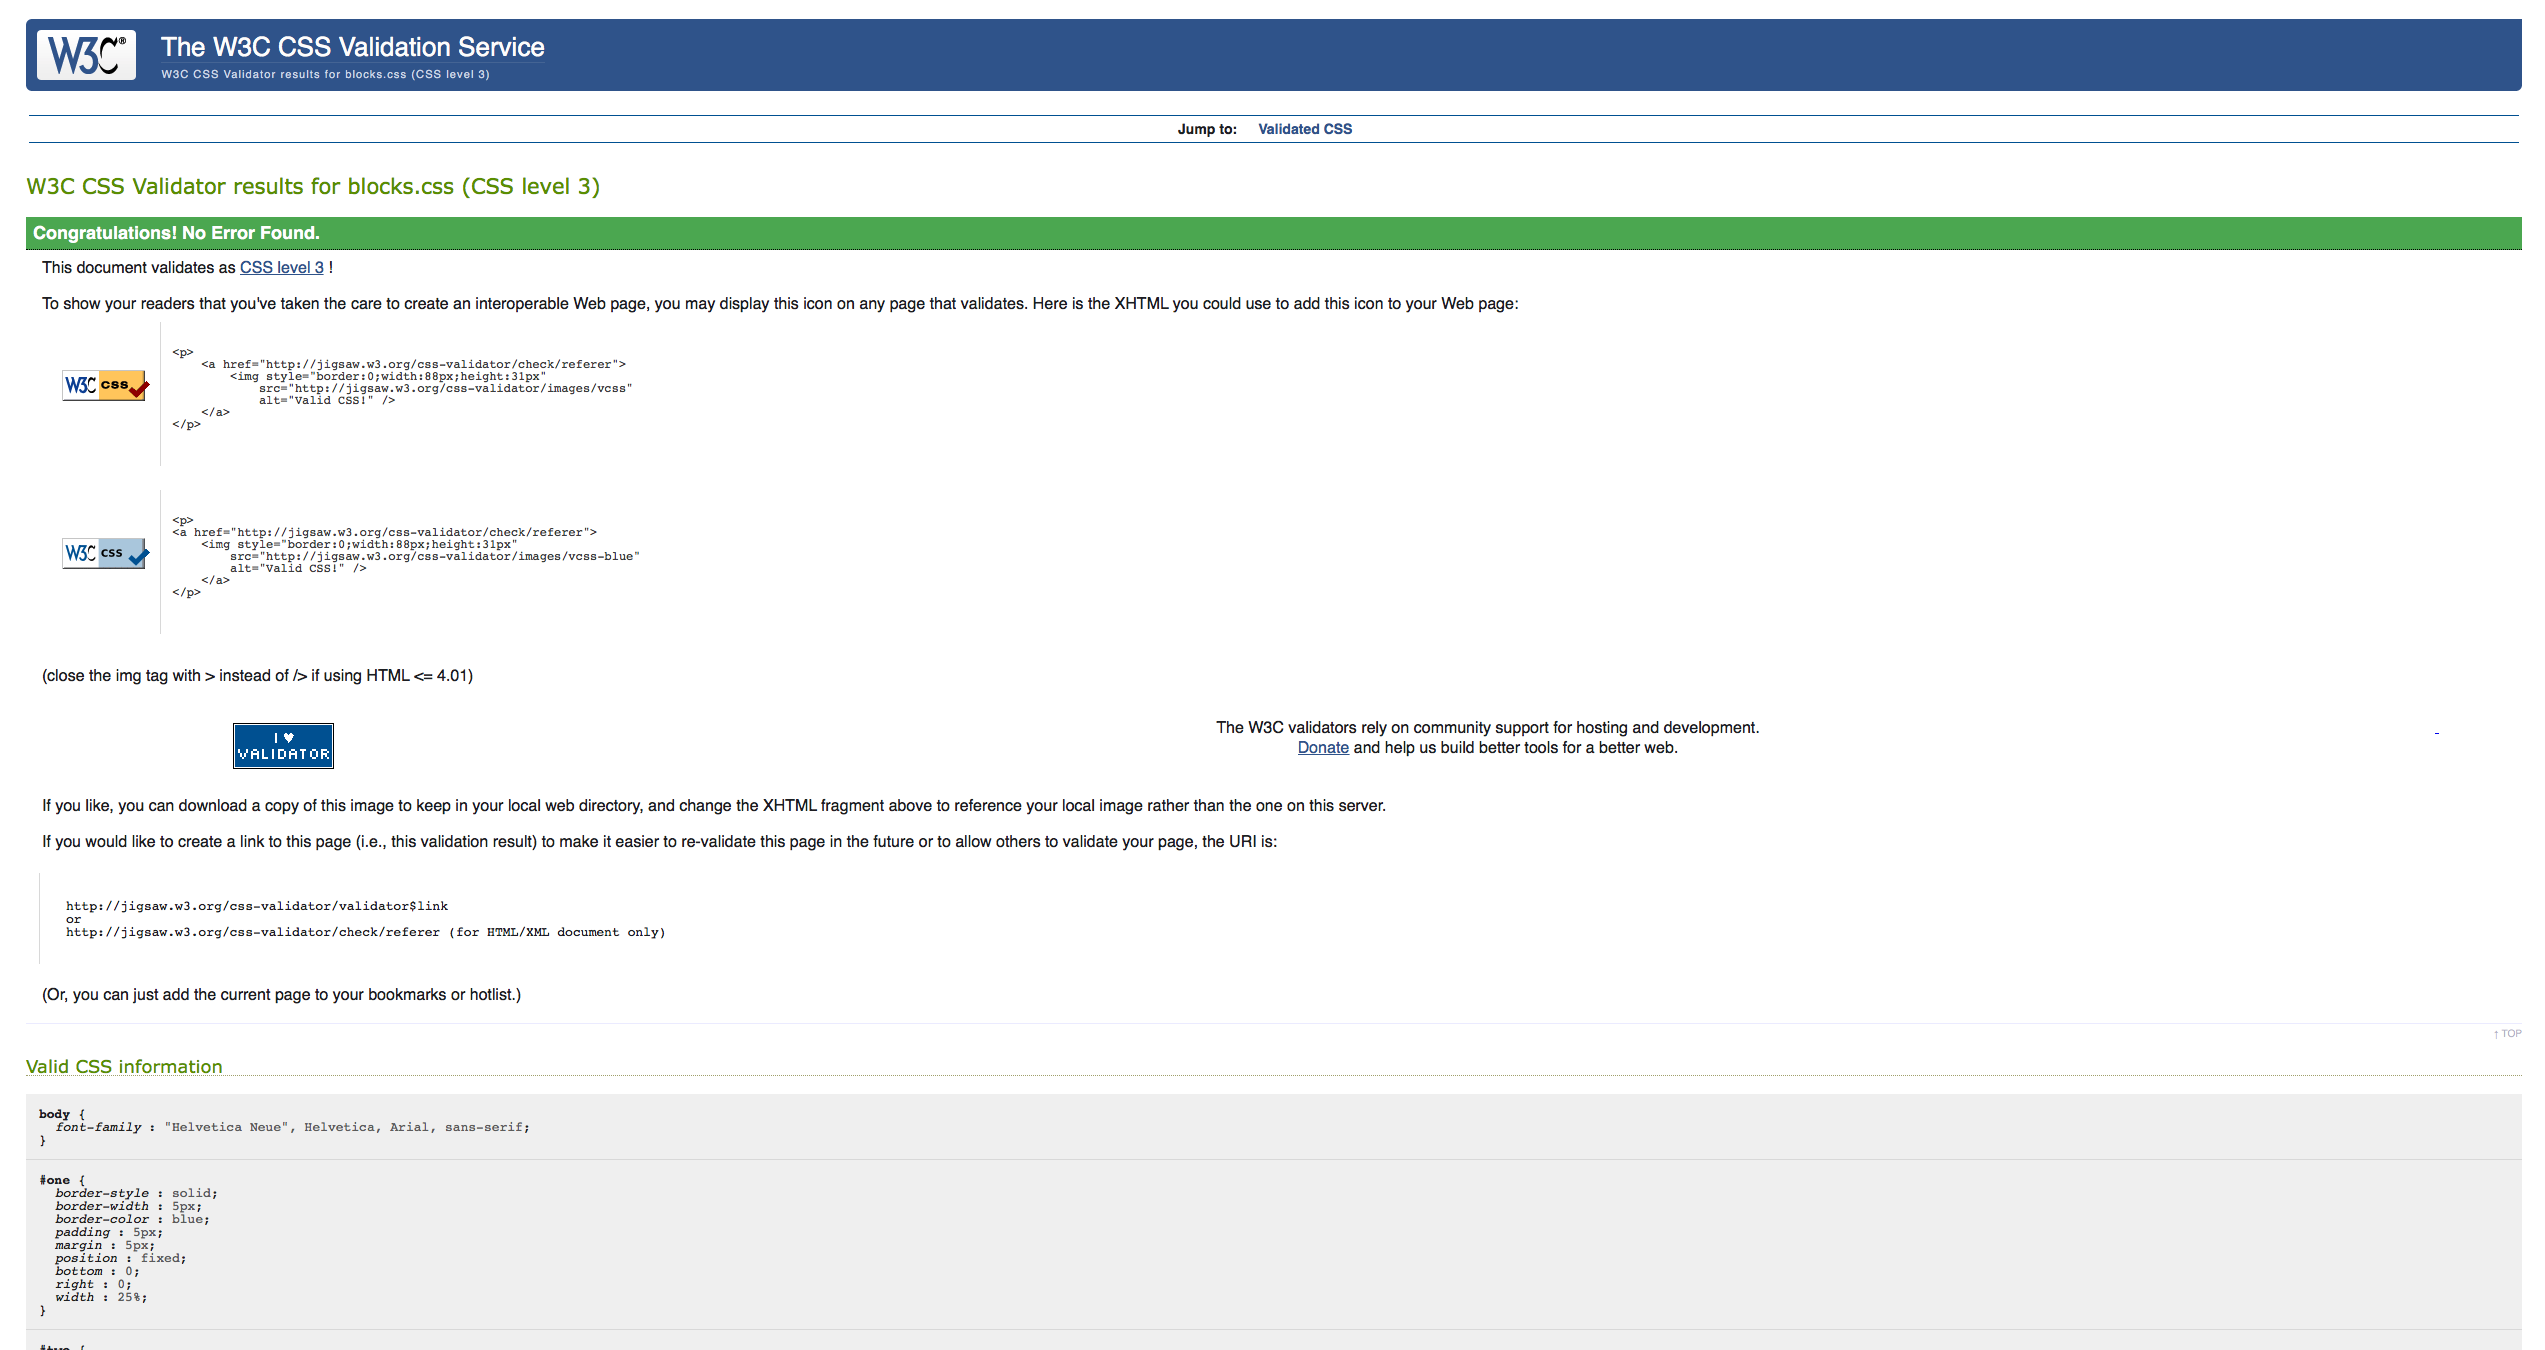 W3C®
The W3C CSS Validation Service
W3C CSS Validator results for blocks.css (CSS level 3)
Jump to: Validated CSS
W3C CSS Validator results for blocks.css (CSS level 3)
Congratulations! No Error Found.
This document validates as CSS level 3 !
To show your readers that you've taken the care to create an interoperable Web page, you may display this icon on any page that validates. Here is the XHTML you could use to add this icon to your Web page:
W3C css
<p>
    <a href="http://jigsaw.w3.org/css-validator/check/referer">
        <img style="border:0;width:88px;height:31px"
            src="http://jigsaw.w3.org/css-validator/images/vcss"
            alt="Valid CSS!" />
    </a>
</p>
W3C css
<p>
<a href="http://jigsaw.w3.org/css-validator/check/referer">
    <img style="border:0;width:88px;height:31px"
        src="http://jigsaw.w3.org/css-validator/images/vcss-blue"
        alt="Valid CSS!" />
    </a>
</p>
(close the img tag with > instead of /> if using HTML <= 4.01)
I ♥
VALIDATOR
The W3C validators rely on community support for hosting and development.
Donate and help us build better tools for a better web.
-
If you like, you can download a copy of this image to keep in your local web directory, and change the XHTML fragment above to reference your local image rather than the one on this server.
If you would like to create a link to this page (i.e., this validation result) to make it easier to re-validate this page in the future or to allow others to validate your page, the URI is:
http://jigsaw.w3.org/css-validator/validator$link
or
http://jigsaw.w3.org/css-validator/check/referer (for HTML/XML document only)
(Or, you can just add the current page to your bookmarks or hotlist.)
↑ TOP
Valid CSS information
body {
  font-family : "Helvetica Neue", Helvetica, Arial, sans-serif;
}
#one {
  border-style : solid;
  border-width : 5px;
  border-color : blue;
  padding : 5px;
  margin : 5px;
  position : fixed;
  bottom : 0;
  right : 0;
  width : 25%;
}
#two {